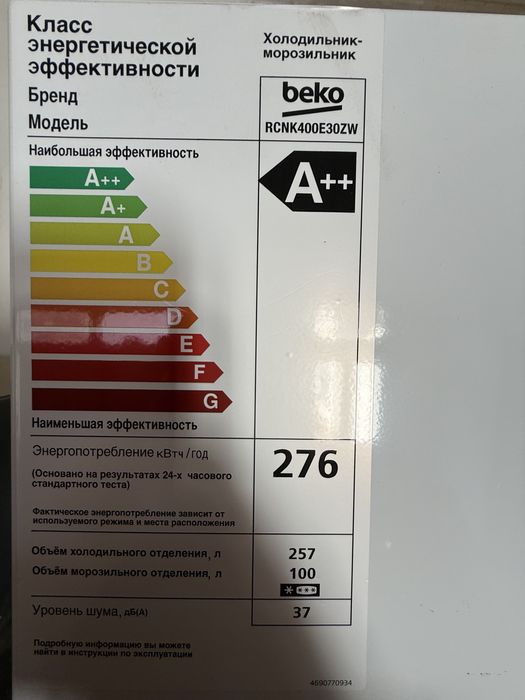 Класс
энергетической
эффективности
Холодильник-
морозильник
Бренд
beko
Модель
RCNK400E30ZW
Наибольшая эффективность
A++
A++
A+
A
B
C
D
E
F
G
Наименьшая эффективность
Энергопотребление кВтч/год
276
(Основано на результатах 24-х часового
стандартного теста)
Фактическое энергопотребление зависит от
используемого режима и места расположения
Объём холодильного отделения, л 257
Объём морозильного отделения, л 100
Уровень шума, дБ(А) 37
Подробную информацию вы можете
найти в инструкции по эксплуатации
4690770934